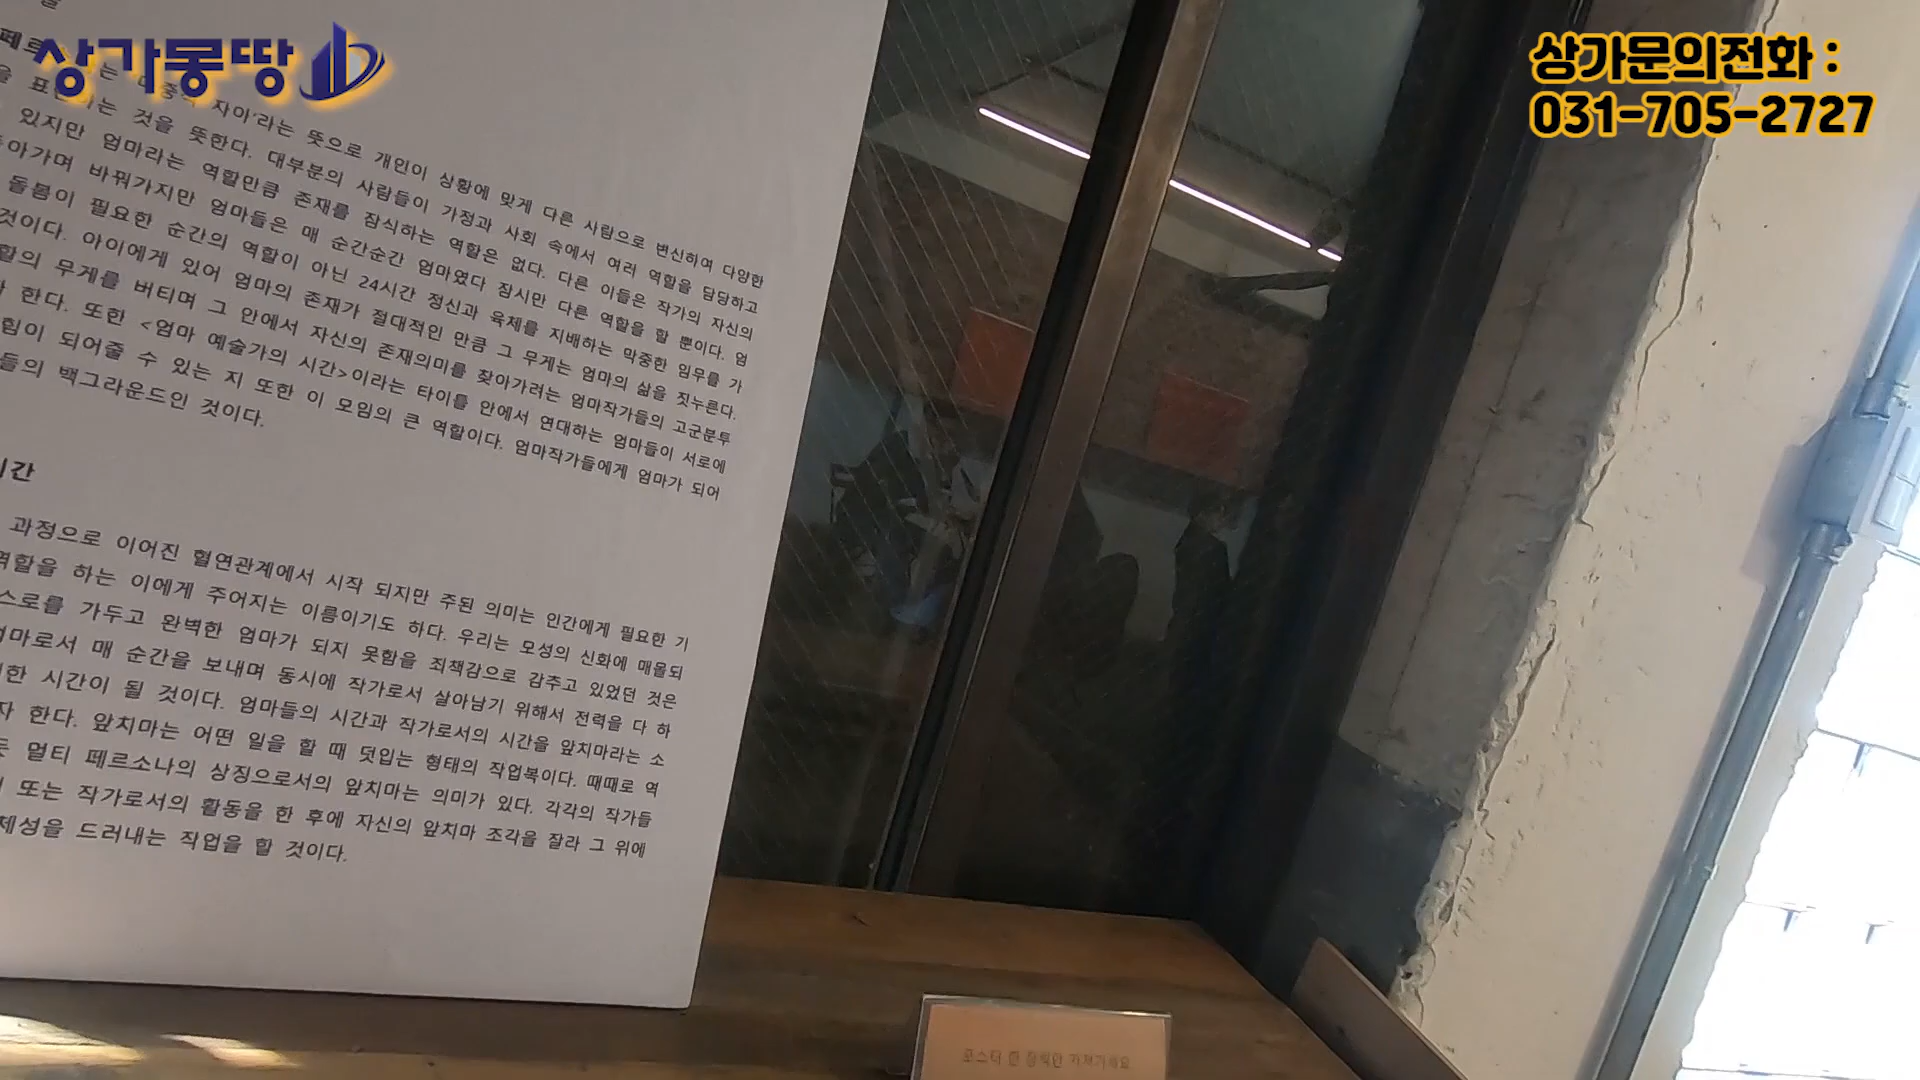 상가몽땅
상가문의전화 :
031-705-2727
자아'라는 뜻으로 개인이 상황에 맞게 다른 사람으로 변신하여 다양한
것을 뜻한다. 대부분의 사람들이 가정과 사회 속에서 여러 역할을 담당하고
있지만 엄마라는 역할만큼 존재를 잠식하는 역할은 없다. 다른 이들은 작가의 자신의
바꿔가지만 엄마들은 매 순간순간 엄마였다 잠시만 다른 역할을 할 뿐이다. 엄
돌봄이 필요한 순간의 역할이 아닌 24시간 정신과 육체를 지배하는 막중한 임무를 가
것이다. 아이에게 있어 엄마의 존재가 절대적인 만큼 그 무게는 엄마의 삶을 짓누른다.
무게를 버티며 그 안에서 자신의 존재의미를 찾아가려는 엄마작가들의 고군분투
한다. 또한 <엄마 예술가의 시간>이라는 타이틀 안에서 연대하는 엄마들이 서로에
힘이 되어줄 수 있는 지 또한 이 모임의 큰 역할이다. 엄마작가들에게 엄마가 되어
들의 백그라운드인 것이다.
시간
과정으로 이어진 혈연관계에서 시작 되지만 주된 의미는 인간에게 필요한 기
역할을 하는 이에게 주어지는 이름이기도 하다. 우리는 모성의 신화에 매몰되
스로를 가두고 완벽한 엄마가 되지 못함을 죄책감으로 감추고 있었던 것은
엄마로서 매 순간을 보내며 동시에 작가로서 살아남기 위해서 전력을 다 하
한 시간이 될 것이다. 엄마들의 시간과 작가로서의 시간을 앞치마라는 소
자 한다. 앞치마는 어떤 일을 할 때 덧입는 형태의 작업복이다. 때때로 역
듯 멀티 페르소나의 상징으로서의 앞치마는 의미가 있다. 각각의 작가들
또는 작가로서의 활동을 한 후에 자신의 앞치마 조각을 잘라 그 위에
체성을 드러내는 작업을 할 것이다.
포스터 한 장씩만 가져가세요